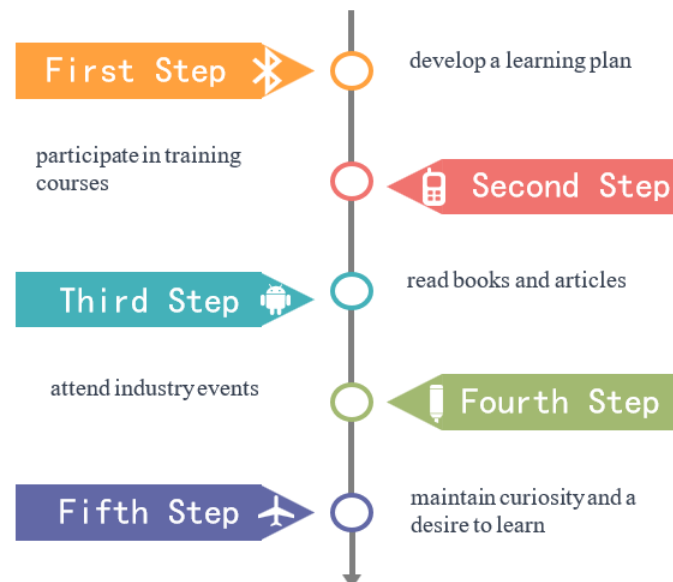 First Step
develop a learning plan
participate in training
courses
Second Step
Third Step
read books and articles
attend industry events
Fourth Step
Fifth Step
maintain curiosity and a
desire to learn